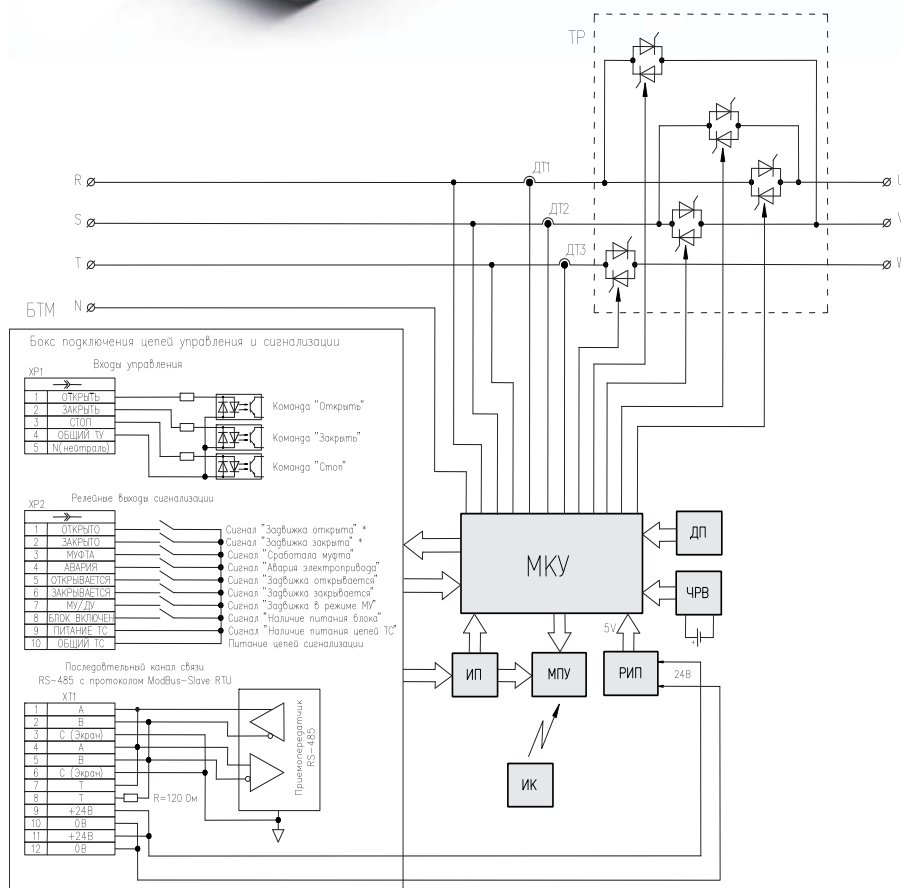 ТР
R
ДТ1
U
S
ДТ2
V
T
ДТ3
W
БТМ
N
Бокс подключения цепей управления и сигнализации
Входы управления
XP1
1 ОТКРЫТЬ
2 ЗАКРЫТЬ
3 СТОП
4 ОБЩИЙ ТУ
5 N(нейтраль)
Команда "Открыть"
Команда "Закрыть"
Команда "Стоп"
Релейные выходы сигнализации
XP2
1 ОТКРЫТО Сигнал "Задвижка открыта" *
2 ЗАКРЫТО Сигнал "Задвижка закрыта" *
3 МУФТА Сигнал "Сработала муфта"
4 АВАРИЯ Сигнал "Авария электропривода"
5 ОТКРЫВАЕТСЯ Сигнал "Задвижка открывается"
6 ЗАКРЫВАЕТСЯ Сигнал "Задвижка закрывается"
7 МУ/ДУ Сигнал "Задвижка в режиме МУ"
8 БЛОК ВКЛЮЧЕН Сигнал "Наличие питания блока"
9 ПИТАНИЕ ТС Сигнал "Наличие питания цепей ТС"
10 ОБЩИЙ ТС Питание цепей сигнализации
МКУ
ДП
ЧРВ
+
5V
ИП
МПУ
РИП
24В
ИК
Последовтельный канал связи
RS-485 с протоколом ModBus-Slave RTU
XT1
1 A
2 B
3 C (Экран)
4 A
5 B
6 C (Экран)
7 T
8 T
R=120 Ом
9 +24В
10 0В
11 +24В
12 0В
Приемопередатчик
RS-485